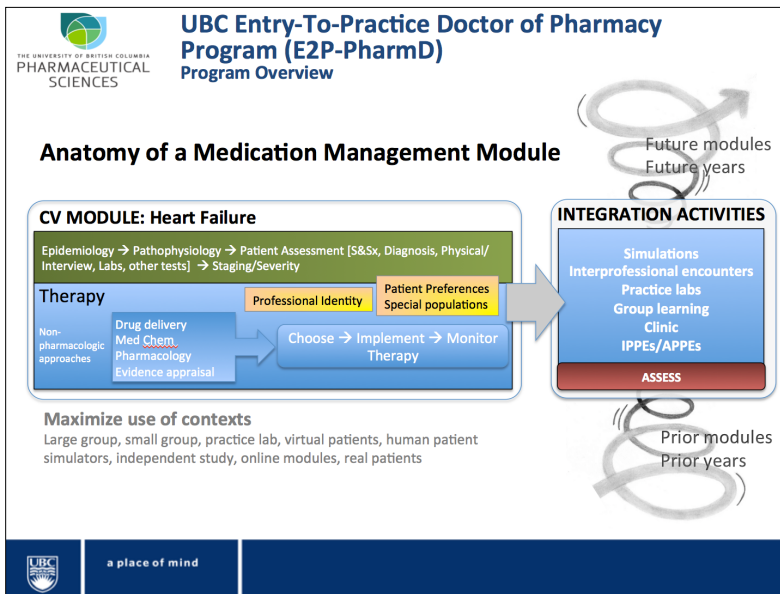 THE UNIVERSITY OF BRITISH COLUMBIA
PHARMACEUTICAL
SCIENCES
UBC Entry-To-Practice Doctor of Pharmacy
Program (E2P-PharmD)
Program Overview
Anatomy of a Medication Management Module
Future modules
Future years
CV MODULE: Heart Failure
Epidemiology → Pathophysiology → Patient Assessment [S&Sx, Diagnosis, Physical/
Interview, Labs, other tests] → Staging/Severity
Therapy
Professional Identity
Patient Preferences
Special populations
Non-
pharmacologic
approaches
Drug delivery
Med Chem
Pharmacology
Evidence appraisal
Choose → Implement → Monitor
Therapy
INTEGRATION ACTIVITIES
Simulations
Interprofessional encounters
Practice labs
Group learning
Clinic
IPPEs/APPEs
ASSESS
Maximize use of contexts
Large group, small group, practice lab, virtual patients, human patient
simulators, independent study, online modules, real patients
Prior modules
Prior years
UBC
a place of mind